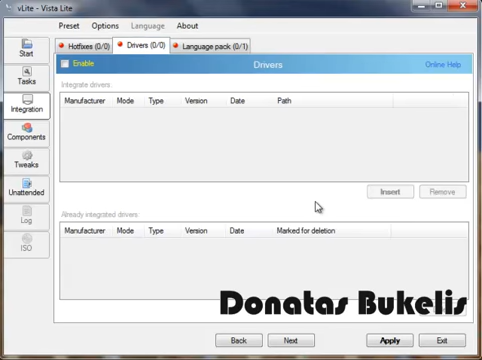 vLite - Vista Lite
Preset Options Language About
Start
Tasks
Integration
Components
Tweaks
Unattended
Log
ISO
Hotfixes (0/0) Drivers (0/0) Language pack (0/1)
Enable Drivers Online Help
Integrate drivers:
Manufacturer Mode Type Version Date Path
Insert Remove
Already integrated drivers:
Manufacturer Mode Type Version Date Marked for deletion
Donatas Bukelis
Back Next Apply Exit